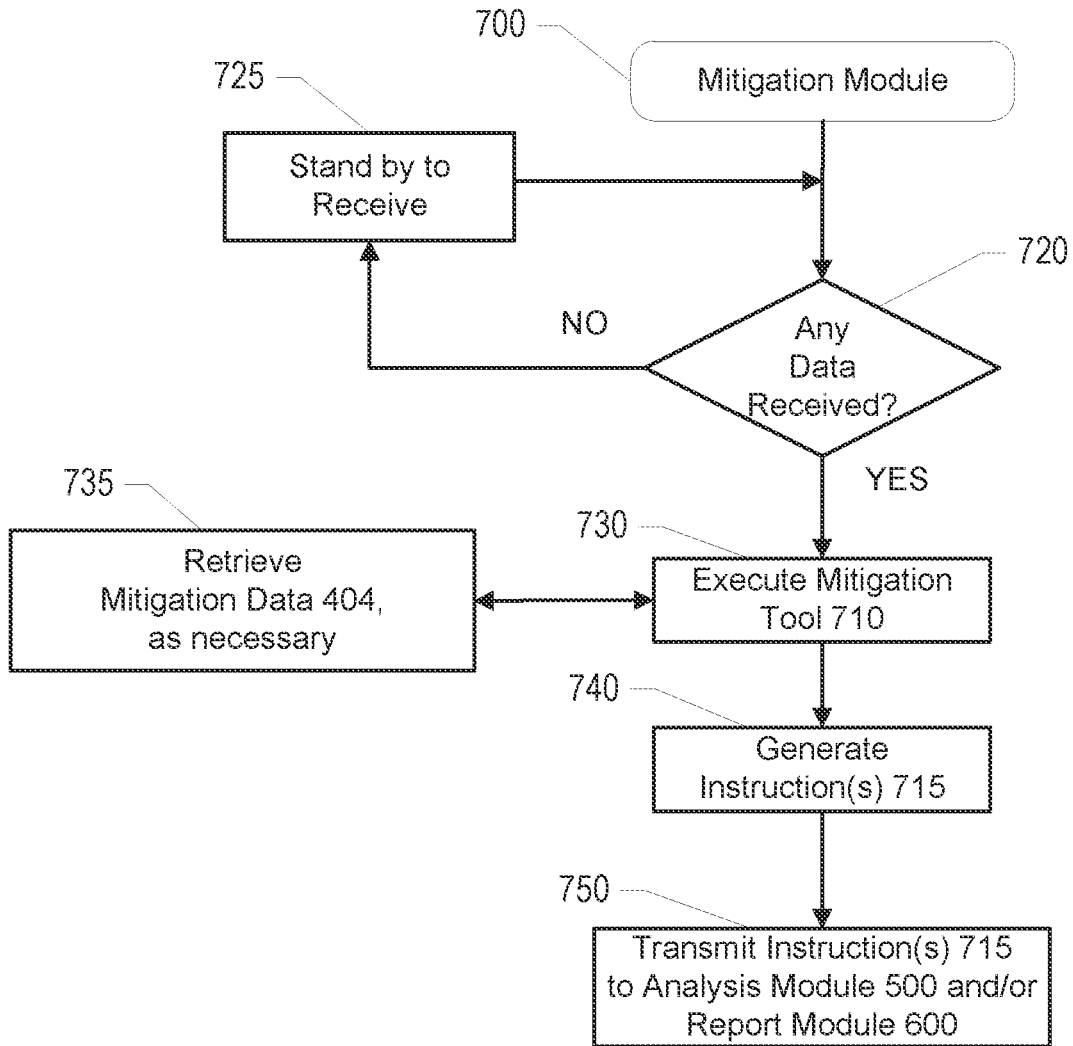 700
Mitigation Module
725
Stand by to
Receive
720
NO
Any
Data
Received?
YES
735
Retrieve
Mitigation Data 404,
as necessary
730
Execute Mitigation
Tool 710
740
Generate
Instruction(s) 715
750
Transmit Instruction(s) 715
to Analysis Module 500 and/or
Report Module 600